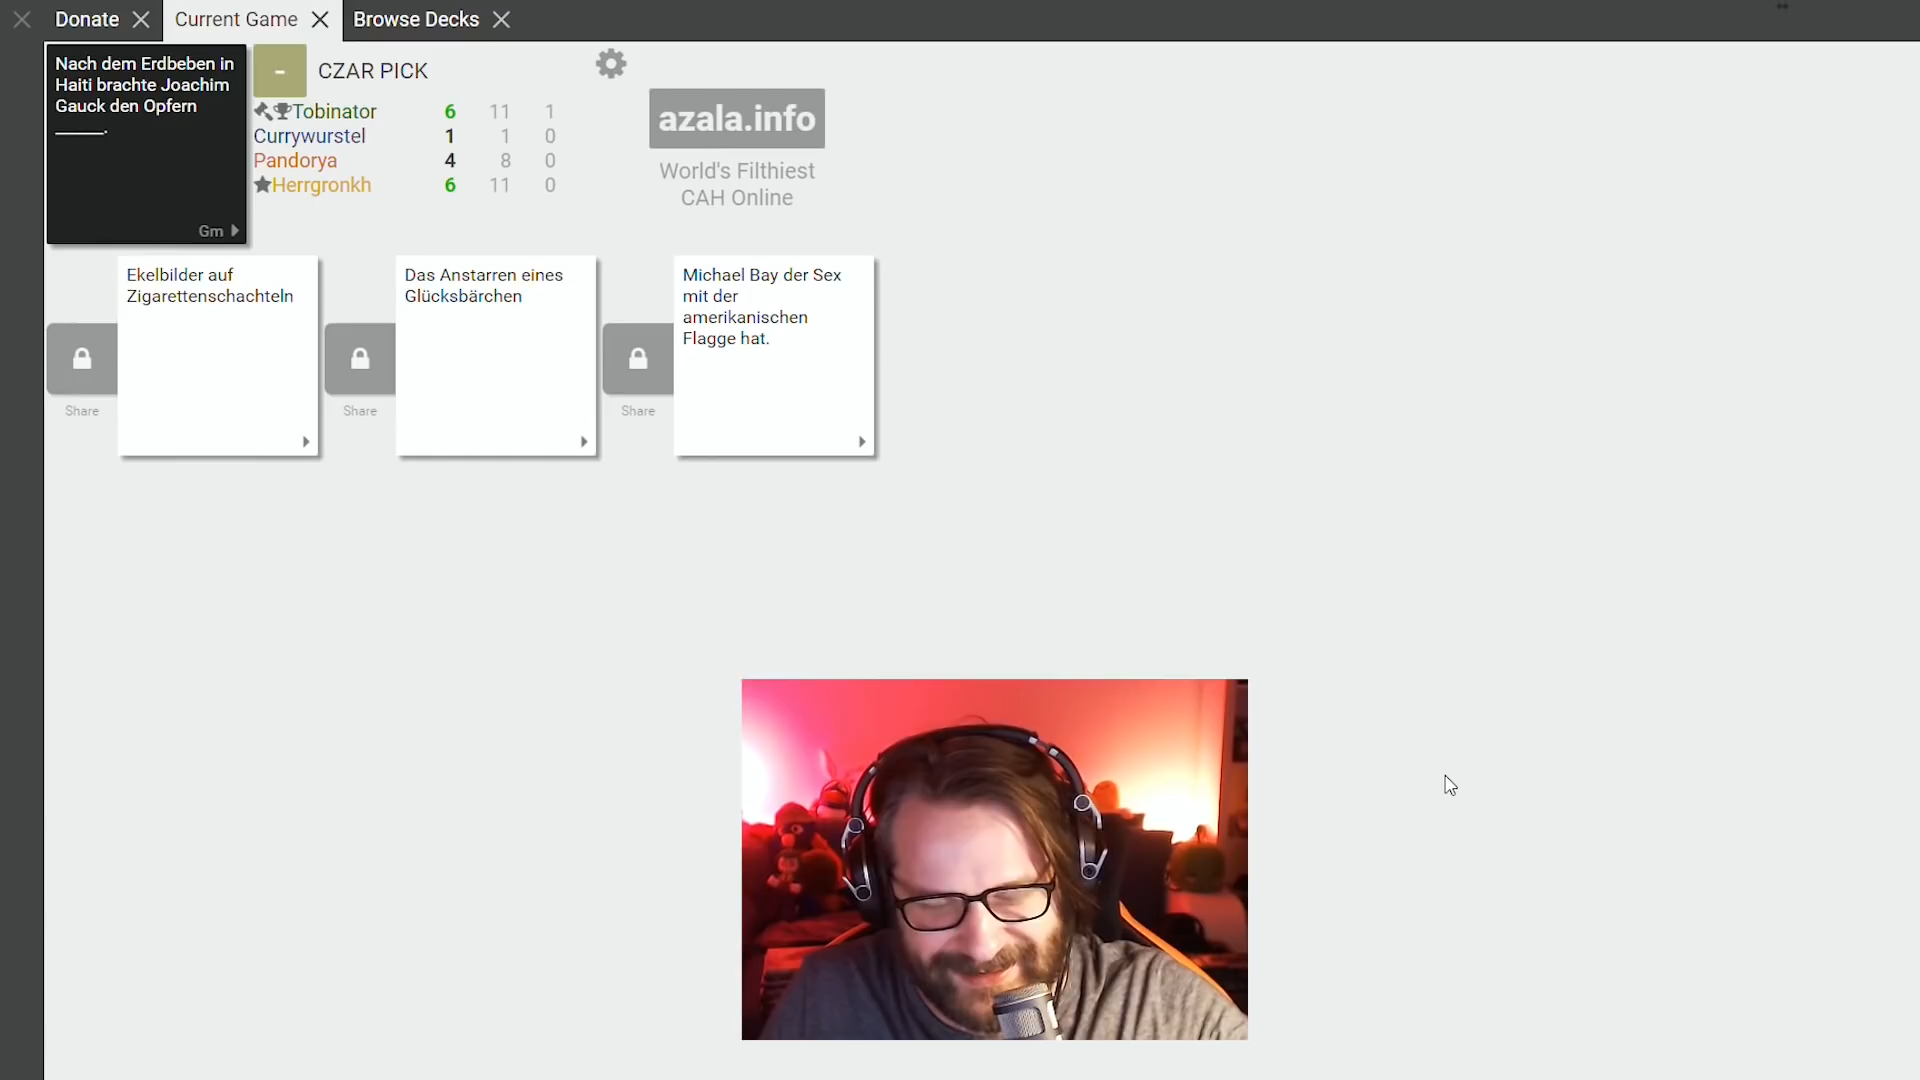 Donate
Current Game
Browse Decks
Nach dem Erdbeben in
Haiti brachte Joachim
Gauck den Opfern
_____.
Gm
-
CZAR PICK
Tobinator 6 11 1
Currywurstel 1 1 0
Pandorya 4 8 0
Herrgronkh 6 11 0
azala.info
World's Filthiest
CAH Online
Share
Ekelbilder auf
Zigarettenschachteln
Share
Das Anstarren eines
Glücksbärchen
Share
Michael Bay der Sex
mit der
amerikanischen
Flagge hat.